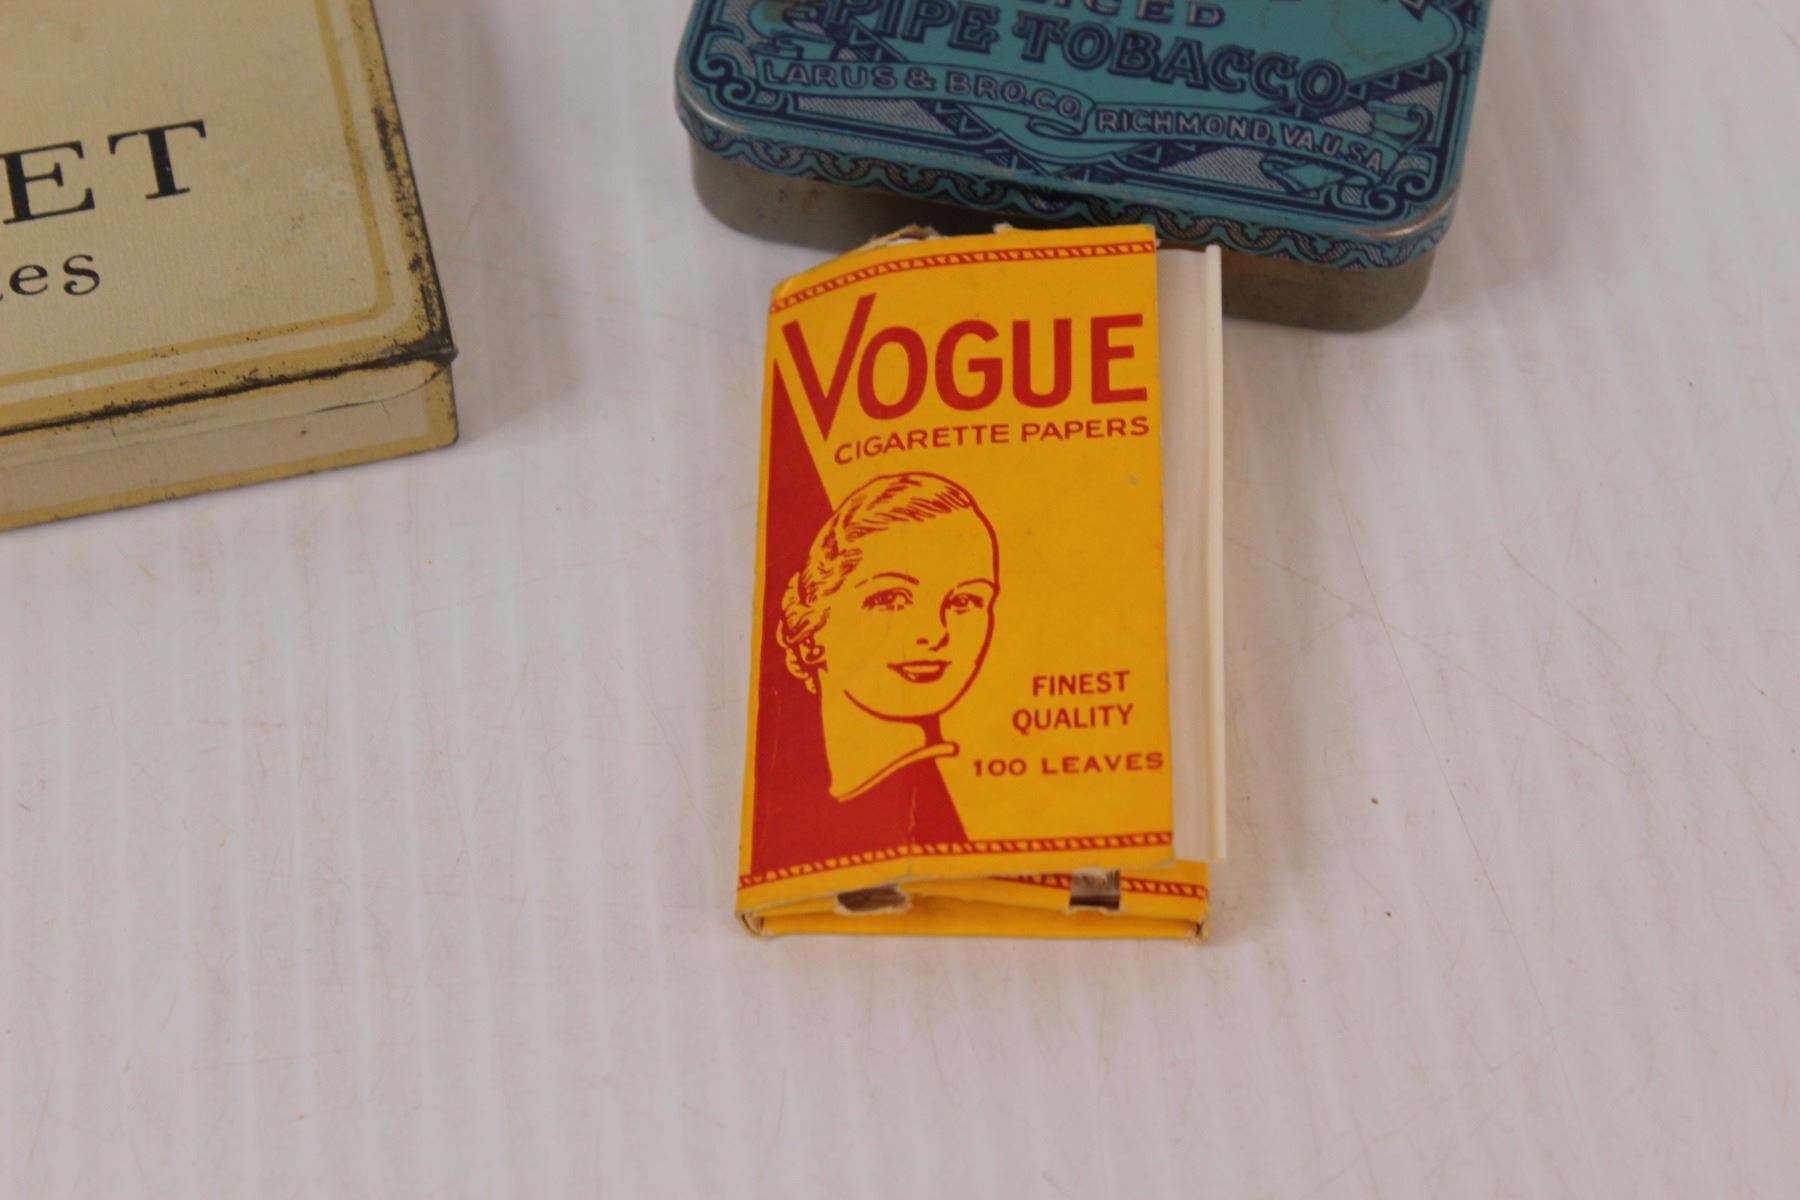 ET
es
PIPE TOBACCO
LARUS & BRO.CO. RICHMOND, VA.U.S.A.
VOGUE
CIGARETTE PAPERS
FINEST
QUALITY
100 LEAVES